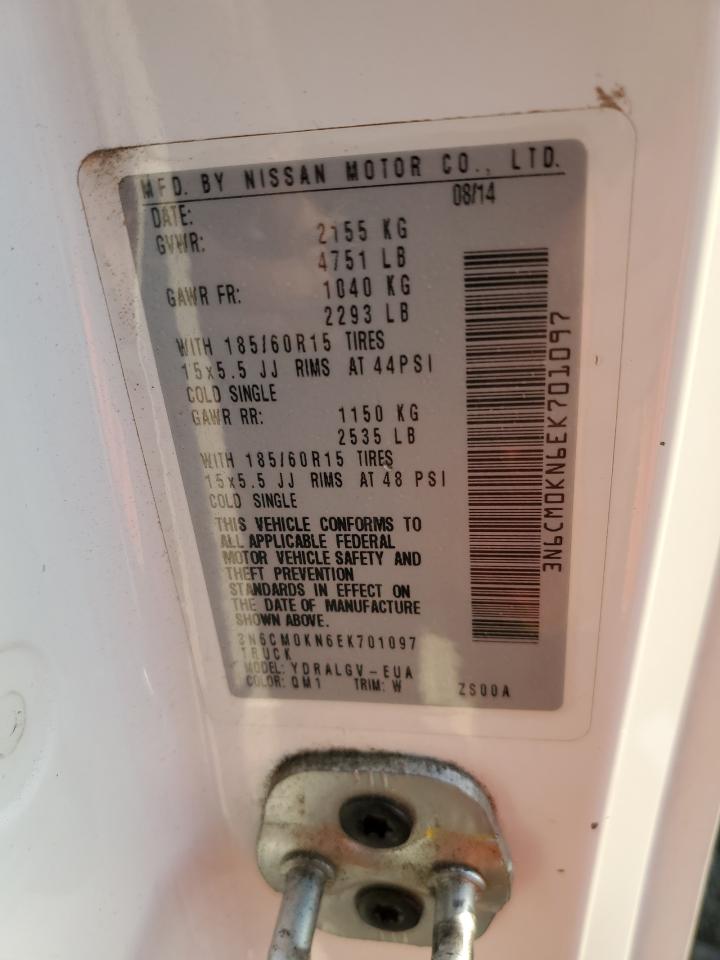 MFD. BY NISSAN MOTOR CO., LTD.
DATE: 08/14
GVWR: 2155 KG
4751 LB
GAWR FR: 1040 KG
2293 LB
WITH 185/60R15 TIRES
15x5.5 JJ RIMS AT 44PSI
COLD SINGLE
GAWR RR: 1150 KG
2535 LB
WITH 185/60R15 TIRES
15x5.5 JJ RIMS AT 48 PSI
COLD SINGLE
THIS VEHICLE CONFORMS TO
ALL APPLICABLE FEDERAL
MOTOR VEHICLE SAFETY AND
THEFT PREVENTION
STANDARDS IN EFFECT ON
THE DATE OF MANUFACTURE
SHOWN ABOVE.
3N6CM0KN6EK701097
TRUCK
MODEL: YDRALGV-EUA
COLOR: QM1 TRIM: W ZS00A
3N6CM0KN6EK701097